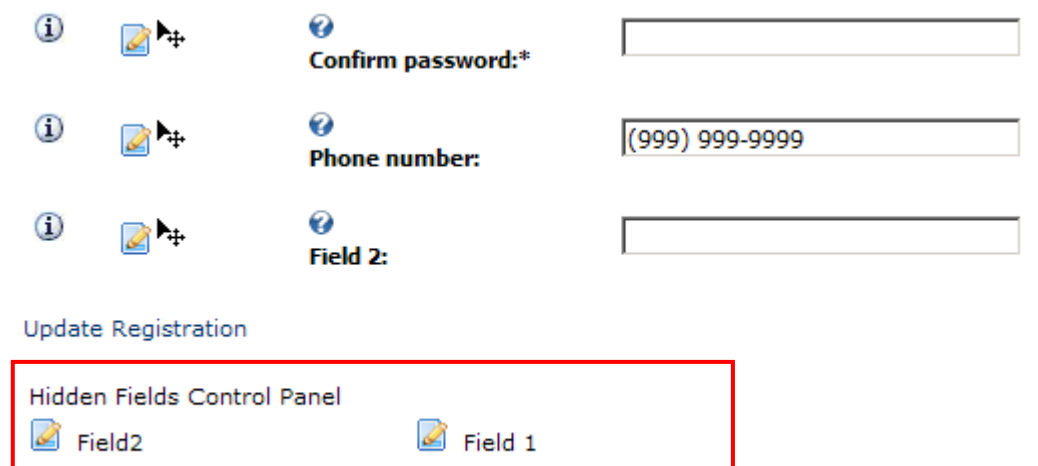 Confirm password:*
Phone number:
(999) 999-9999
Field 2:
Update Registration
Hidden Fields Control Panel
Field2
Field 1